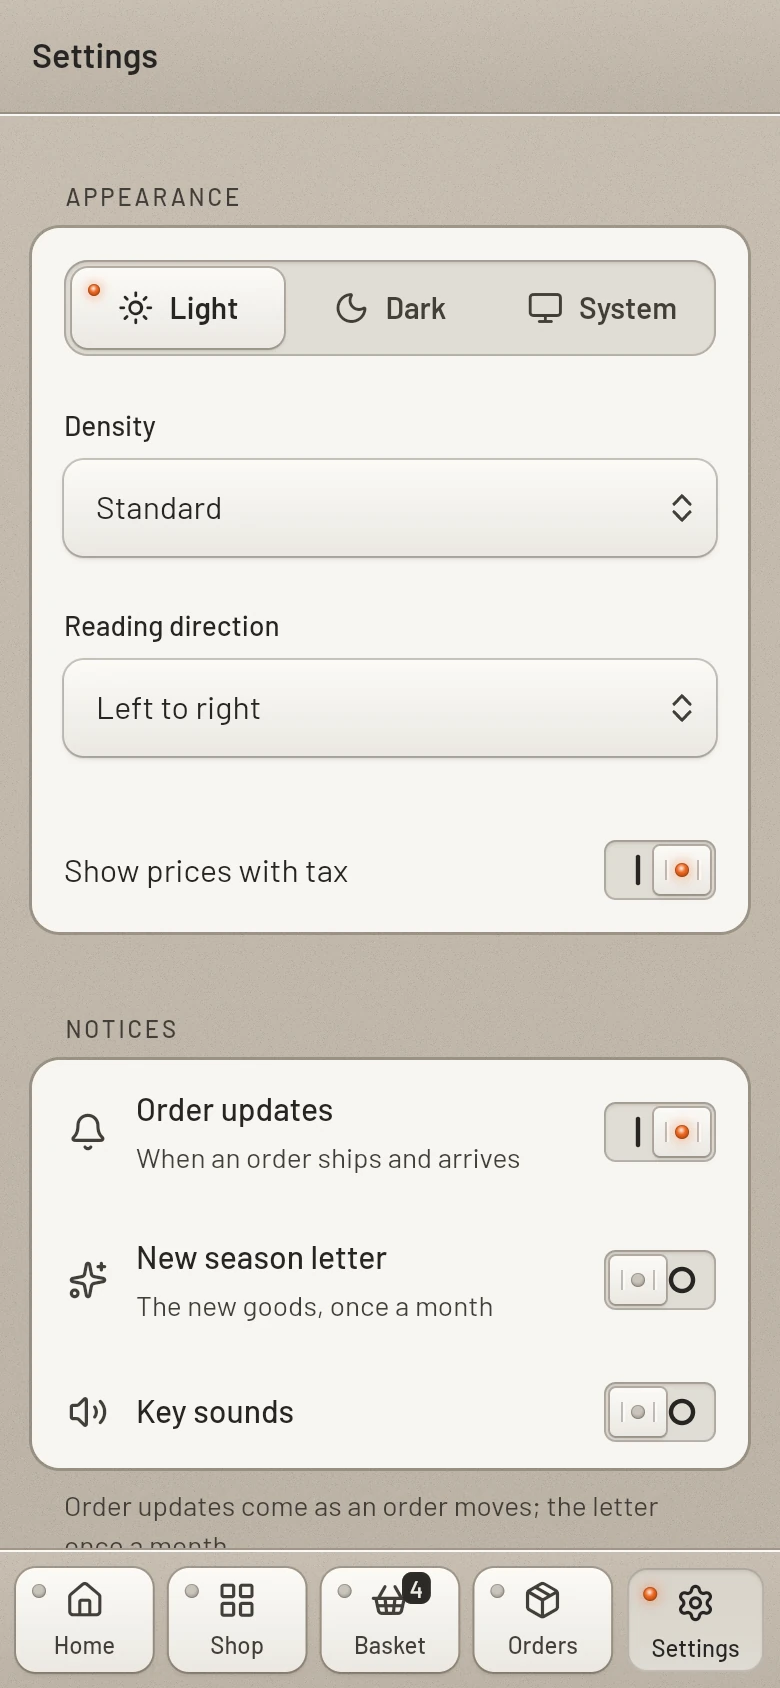 Settings
APPEARANCE
Light
Dark
System
Density
Standard
Reading direction
Left to right
Show prices with tax
NOTICES
Order updates
When an order ships and arrives
New season letter
The new goods, once a month
Key sounds
Order updates come as an order moves; the letter
once a month
4
Home
Shop
Basket
Orders
Settings